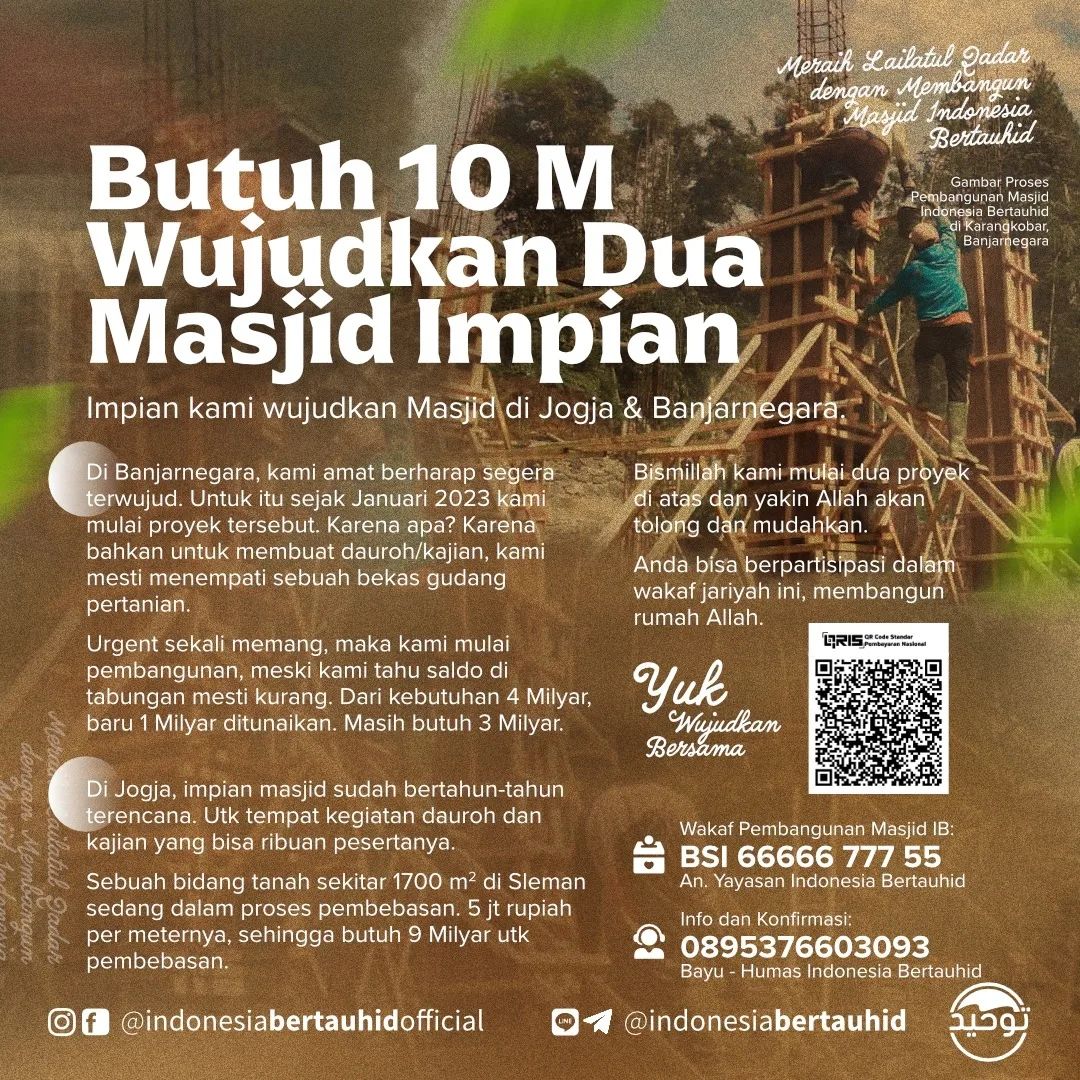 Meraih Lailatul Qadar
dengan Membangun
Masjid Indonesia
Bertauhid
Gambar Proses
Pembangunan Masjid
Indonesia Bertauhid
di Karangkobar,
Banjarnegara
Butuh 10 M
Wujudkan Dua
Masjid Impian
Impian kami wujudkan Masjid di Jogja & Banjarnegara.
Di Banjarnegara, kami amat berharap segera
terwujud. Untuk itu sejak Januari 2023 kami
mulai proyek tersebut. Karena apa? Karena
bahkan untuk membuat dauroh/kajian, kami
mesti menempati sebuah bekas gudang
pertanian.
Urgent sekali memang, maka kami mulai
pembangunan, meski kami tahu saldo di
tabungan mesti kurang. Dari kebutuhan 4 Milyar,
baru 1 Milyar ditunaikan. Masih butuh 3 Milyar.
Di Jogja, impian masjid sudah bertahun-tahun
terencana. Utk tempat kegiatan dauroh dan
kajian yang bisa ribuan pesertanya.
Sebuah bidang tanah sekitar 1700 m² di Sleman
sedang dalam proses pembebasan. 5 jt rupiah
per meternya, sehingga butuh 9 Milyar utk
pembebasan.
Bismillah kami mulai dua proyek
di atas dan yakin Allah akan
tolong dan mudahkan.
Anda bisa berpartisipasi dalam
wakaf jariyah ini, membangun
rumah Allah.
Yuk
Wujudkan
Bersama
QRIS QR Code Standar
Pembayaran Nasional
Wakaf Pembangunan Masjid IB:
BSI 66666 777 55
An. Yayasan Indonesia Bertauhid
Info dan Konfirmasi:
0895376603093
Bayu - Humas Indonesia Bertauhid
Meraih Lailatul Qadar
dengan Membangun
Masjid Indonesia
@indonesiabertauhidofficial
LINE
@indonesiabertauhid
توحيد